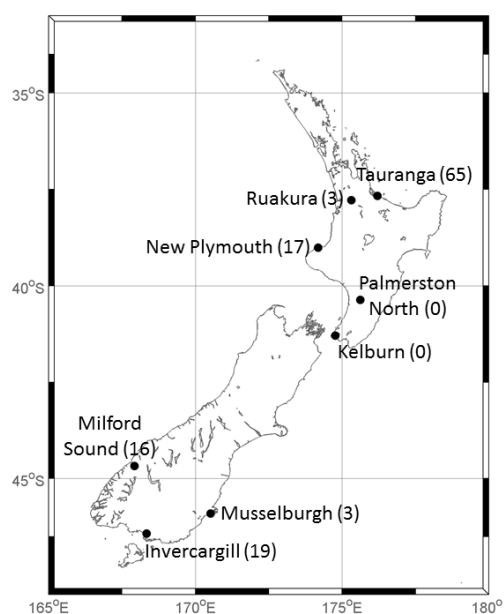 35°S
Tauranga (65)
Ruakura (3)
New Plymouth (17)
Palmerston
North (0)
40°S
Kelburn (0)
Milford
Sound (16)
45°S
Musselburgh (3)
Invercargill (19)
165°E
170°E
175°E
180°E